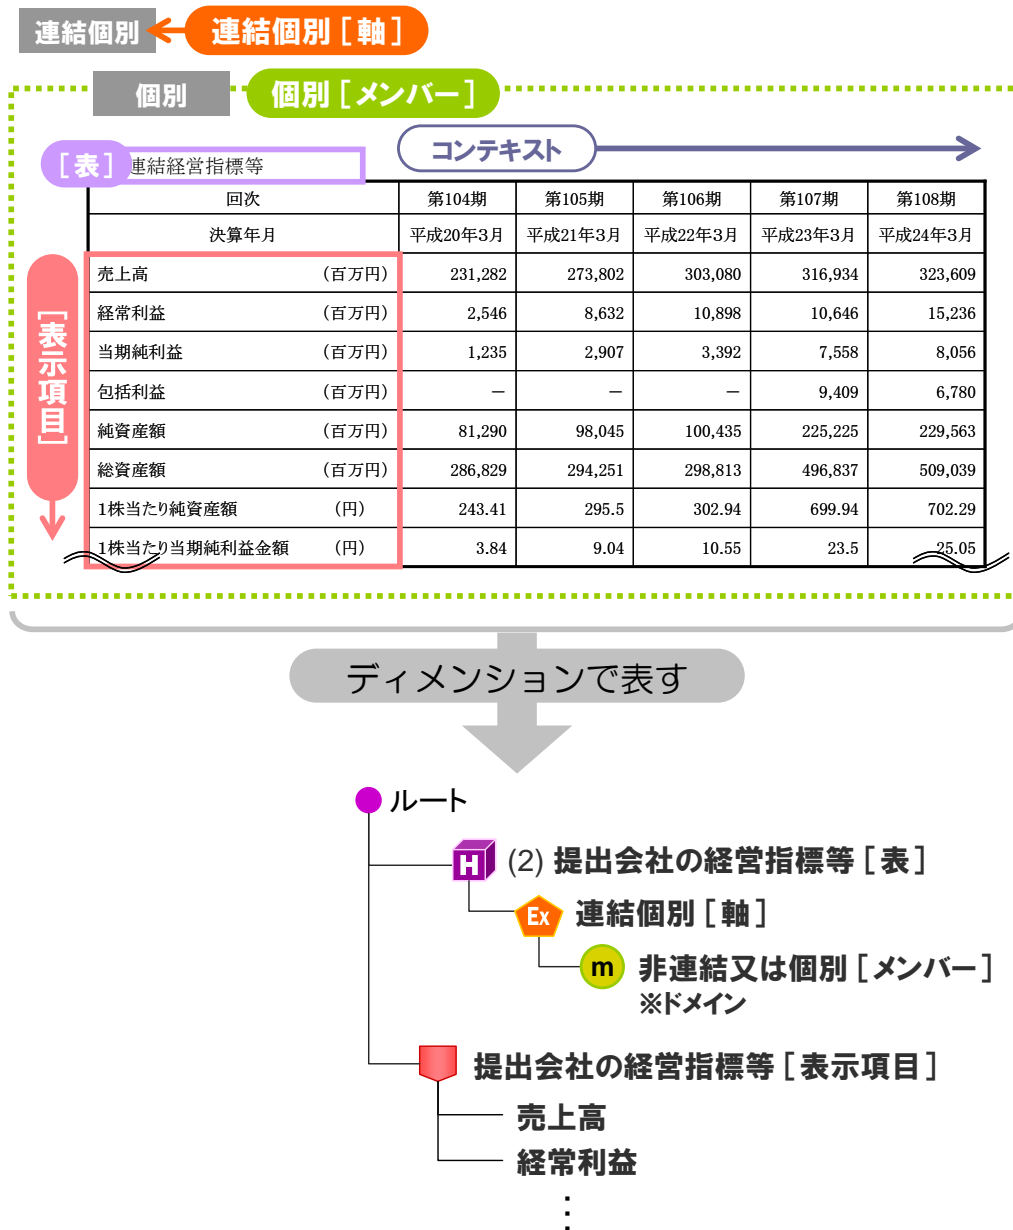 連結個別 連結個別［軸］
個別 個別［メンバー］
コンテキスト
［表］ 連結経営指標等
回次 第104期 第105期 第106期 第107期 第108期
決算年月 平成20年3月 平成21年3月 平成22年3月 平成23年3月 平成24年3月
［表示項目］
売上高 （百万円） 231,282 273,802 303,080 316,934 323,609
経常利益 （百万円） 2,546 8,632 10,898 10,646 15,236
当期純利益 （百万円） 1,235 2,907 3,392 7,558 8,056
包括利益 （百万円） － － － 9,409 6,780
純資産額 （百万円） 81,290 98,045 100,435 225,225 229,563
総資産額 （百万円） 286,829 294,251 298,813 496,837 509,039
1株当たり純資産額 （円） 243.41 295.5 302.94 699.94 702.29
1株当たり当期純利益金額 （円） 3.84 9.04 10.55 23.5 25.05
ディメンションで表す
ルート
H (2) 提出会社の経営指標等［表］
Ex 連結個別［軸］
m 非連結又は個別［メンバー］
※ドメイン
提出会社の経営指標等［表示項目］
売上高
経常利益
⋮